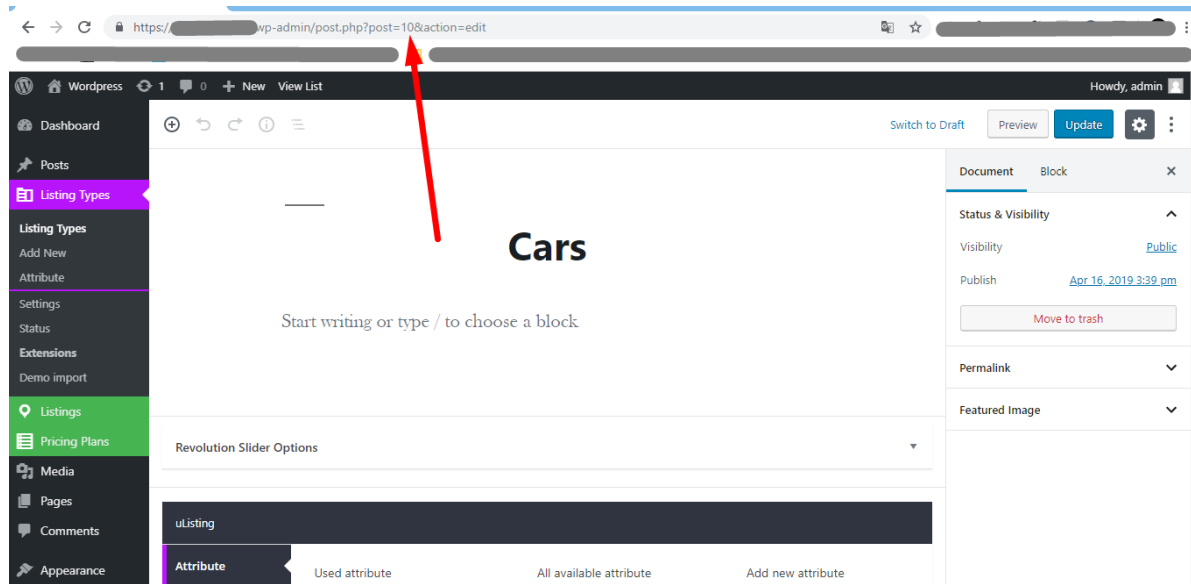 https:// wp-admin/post.php?post=10&action=edit
Wordpress 1 0 + New View List Howdy, admin
Dashboard
Posts
Listing Types
Listing Types
Add New
Attribute
Settings
Status
Extensions
Demo import
Listings
Pricing Plans
Media
Pages
Comments
Appearance
Switch to Draft Preview Update
Cars
Start writing or type / to choose a block
Revolution Slider Options
uListing
Attribute Used attribute All available attribute Add new attribute
Document Block
Status & Visibility
Visibility Public
Publish Apr 16, 2019 3:39 pm
Move to trash
Permalink
Featured Image